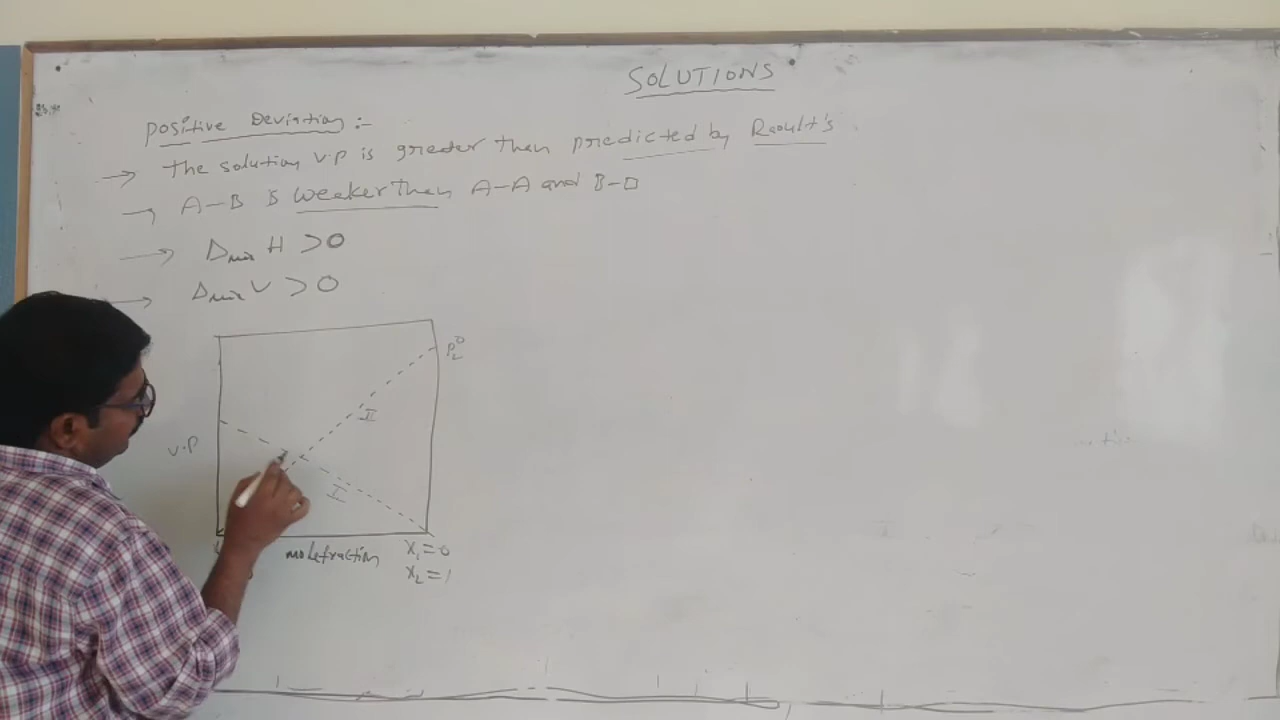 SOLUTIONS
Positive Deviation :-
→ The solution V.P is greater than predicted by Raoult's
→ A-B is weaker than A-A and B-B
→ Δmix H > 0
→ Δmix V > 0
P₂⁰
II
V.P
I
molefraction
X₁ = 0
X₂ = 1